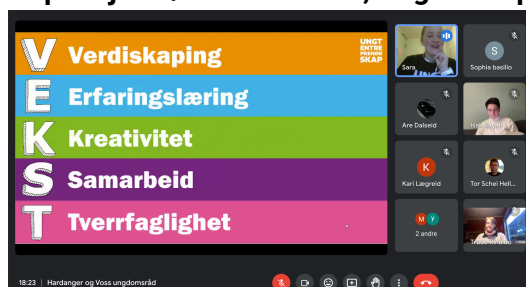 V Verdiskaping
UNGT
ENTRE
PRENØR
SKAP
E Erfaringslæring
K Kreativitet
S Samarbeid
T Tverrfaglighet
Sara
S
Sophia basilio
Are Dalseid
K
Kari Lægreid
Tor Schei Hell...
M
y
2 andre
18:23 | Hardanger og Voss ungdomsråd